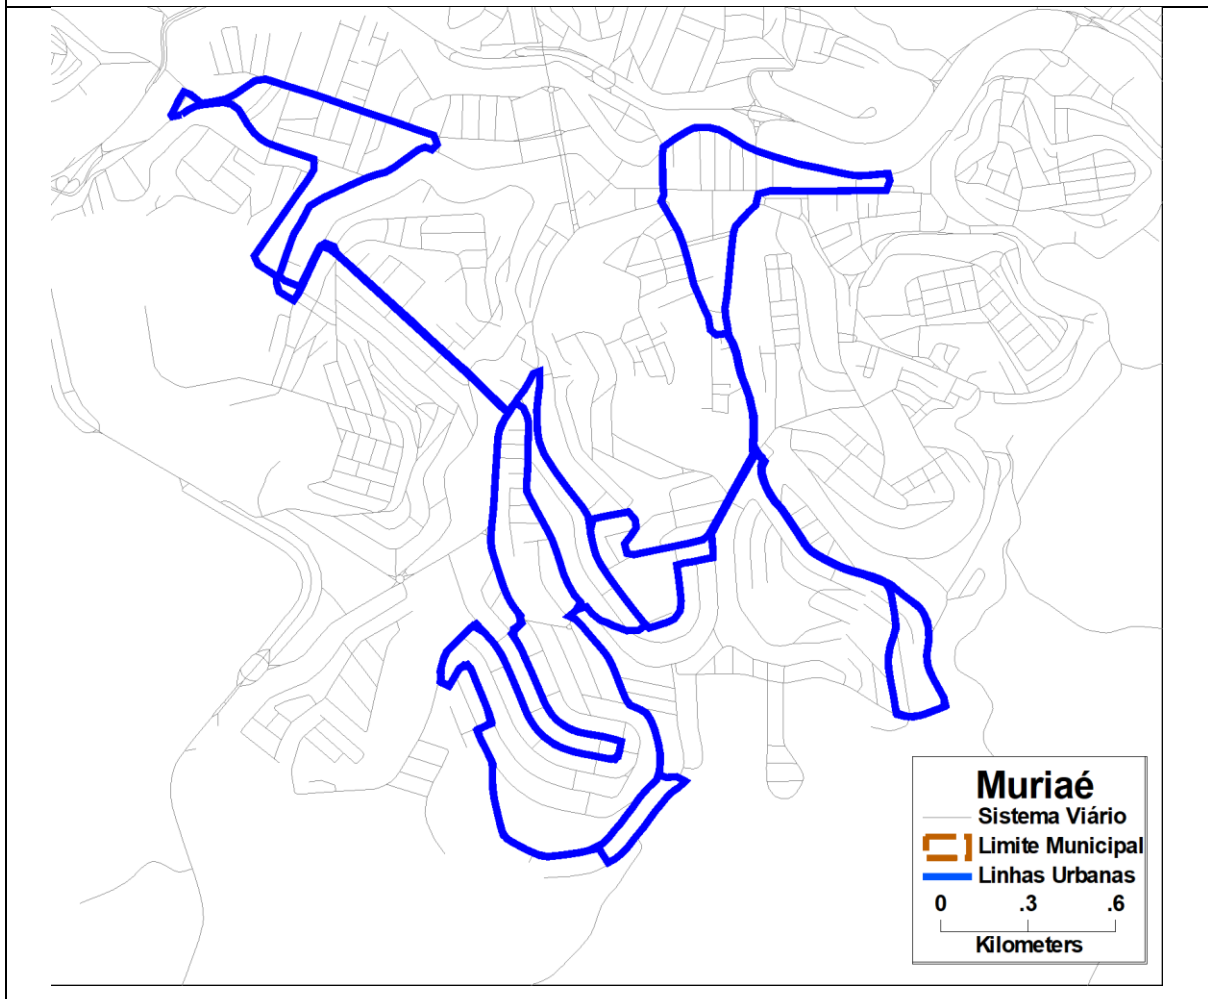 Muriaé
Sistema Viário
Limite Municipal
Linhas Urbanas
0 .3 .6
Kilometers